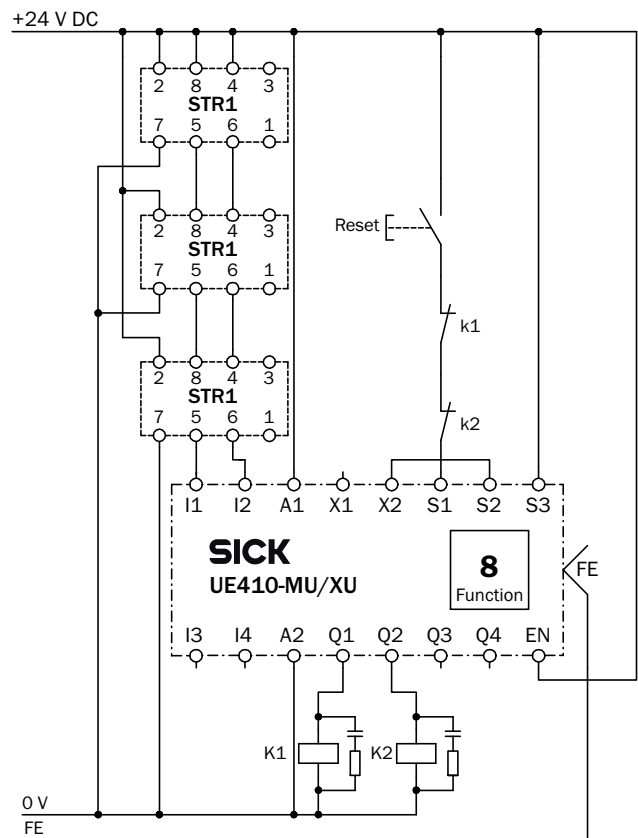 +24 V DC
2 8 4 3
STR1
7 5 6 1
2 8 4 3
STR1
7 5 6 1
Reset
k1
2 8 4 3
STR1
7 5 6 1
k2
I1 I2 A1 X1 X2 S1 S2 S3
SICK
UE410-MU/XU
8
Function
FE
I3 I4 A2 Q1 Q2 Q3 Q4 EN
K1 K2
0 V
FE